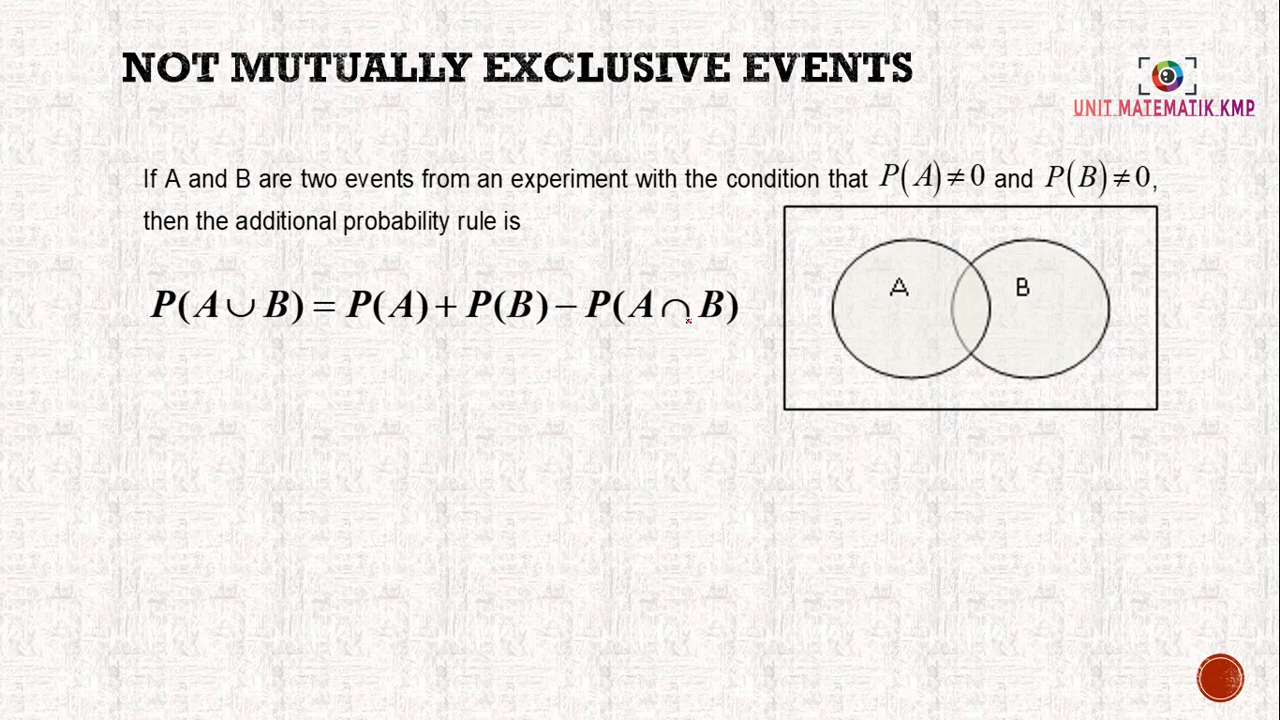 NOT MUTUALLY EXCLUSIVE EVENTS
UNIT MATEMATIK KMP
If A and B are two events from an experiment with the condition that P(A)≠0 and P(B)≠0,
then the additional probability rule is
P(A∪B)=P(A)+P(B)−P(A∩B)
A B